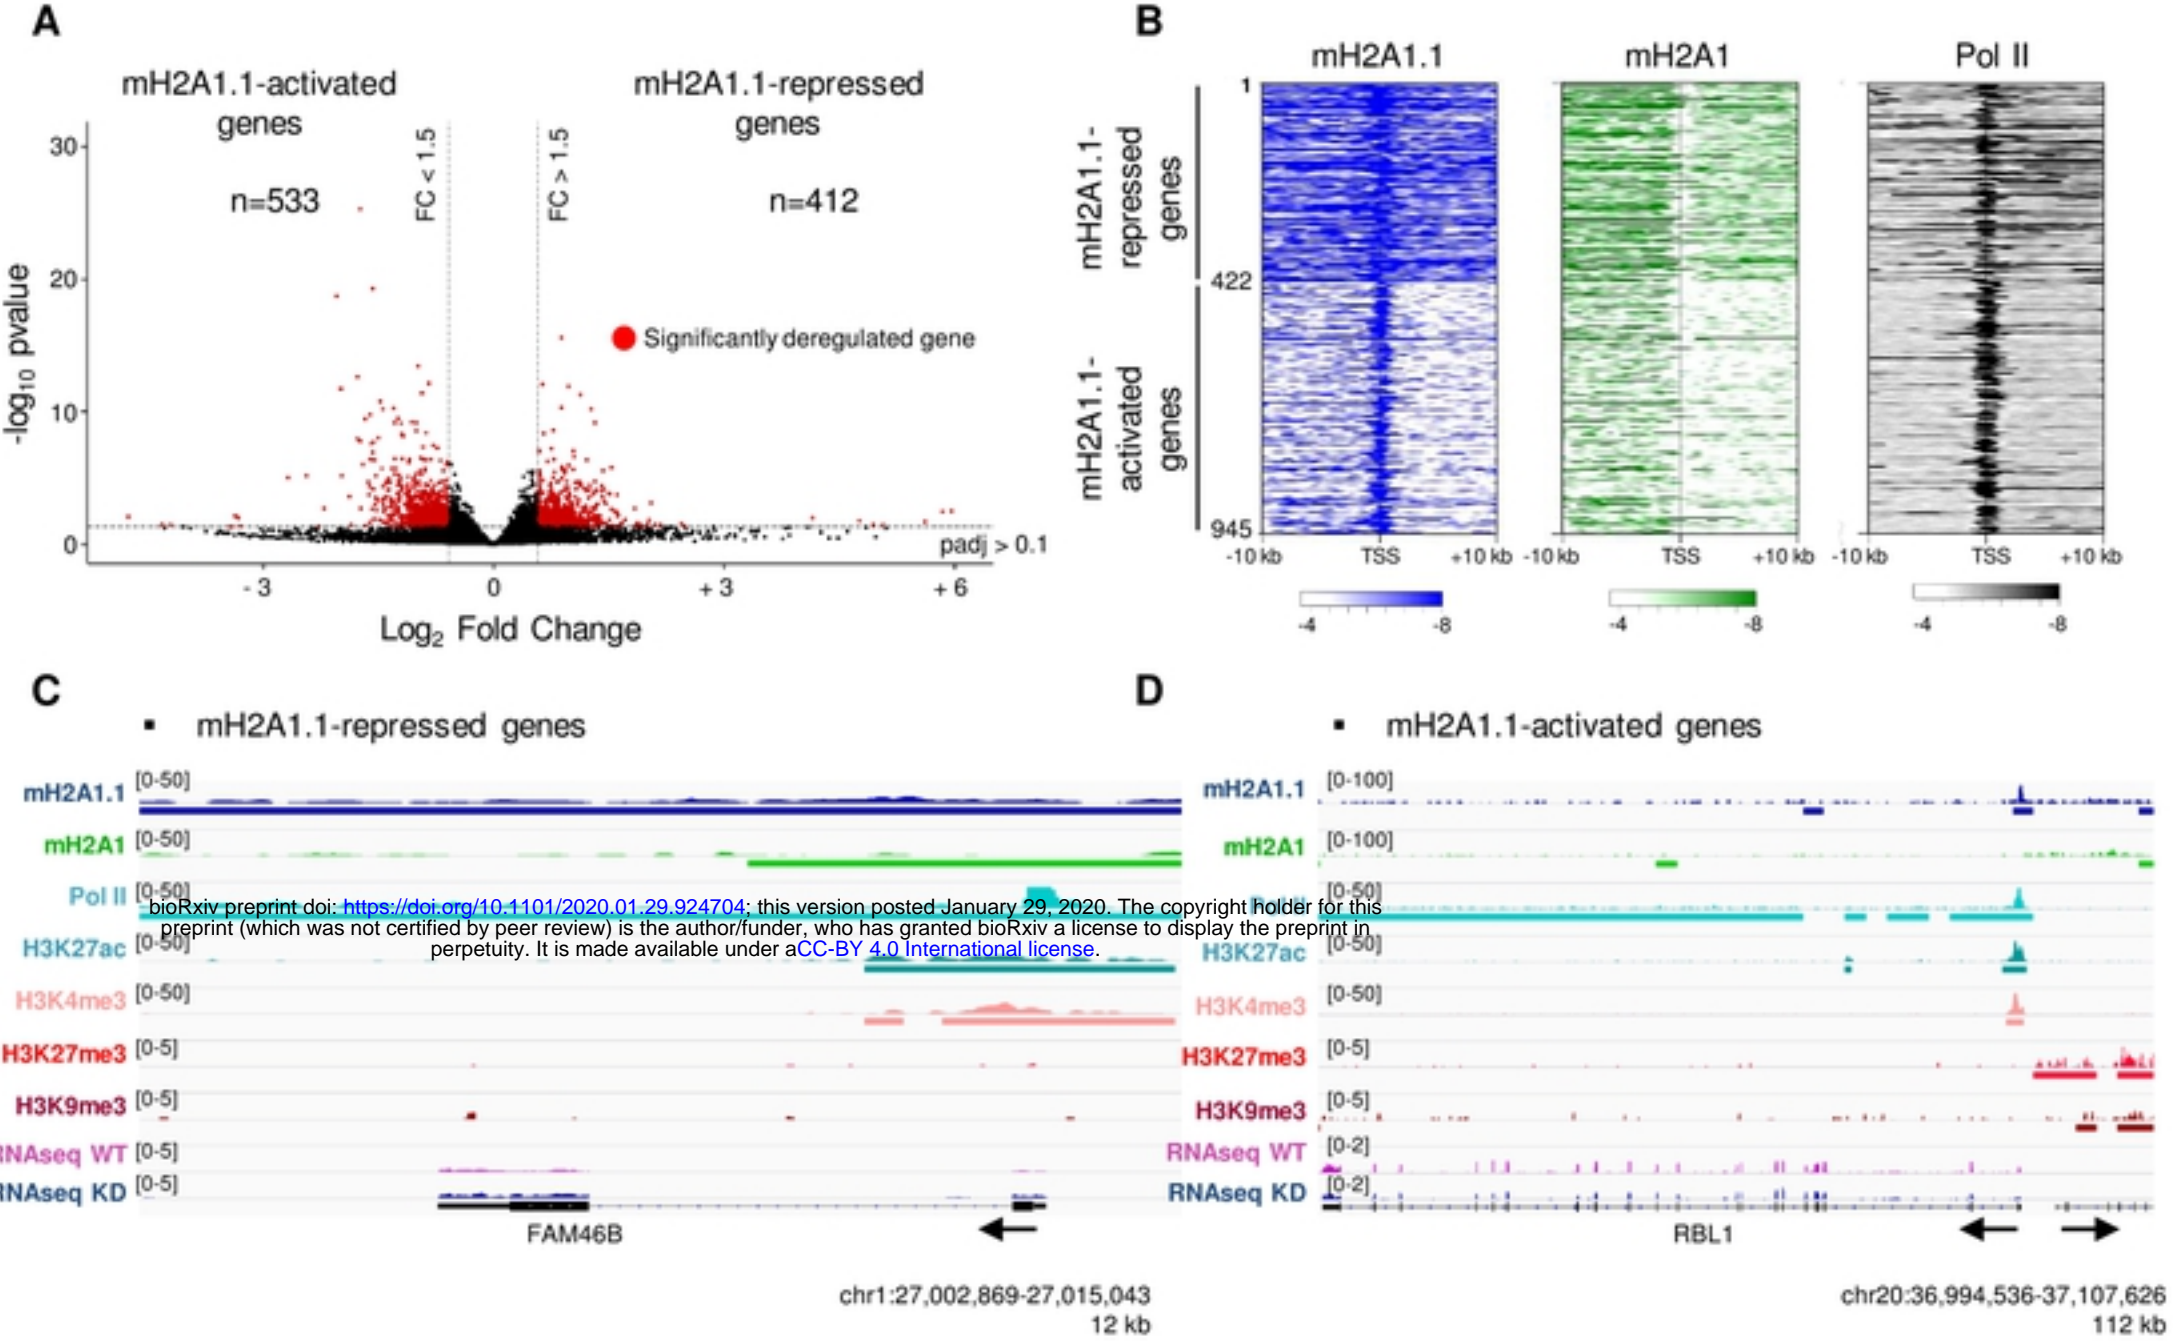 A
mH2A1.1-activated
genes
mH2A1.1-repressed
genes
n=533
n=412
FC < 1.5
FC > 1.5
30
20
10
0
-log10 pvalue
Significantly deregulated gene
padj > 0.1
- 3
0
+ 3
+ 6
Log2 Fold Change
B
mH2A1.1
mH2A1
Pol II
mH2A1.1-
repressed
genes
mH2A1.1-
activated
genes
1
422
945
-10 kb TSS +10 kb
-10 kb TSS +10 kb
-10 kb TSS +10 kb
-4 -8
-4 -8
-4 -8
C
▪ mH2A1.1-repressed genes
mH2A1.1 [0-50]
mH2A1 [0-50]
Pol II [0-50]
bioRxiv preprint doi: https://doi.org/10.1101/2020.01.29.924704; this version posted January 29, 2020. The copyright holder for this
preprint (which was not certified by peer review) is the author/funder, who has granted bioRxiv a license to display the preprint in
perpetuity. It is made available under aCC-BY 4.0 International license.
H3K27ac [0-50]
H3K4me3 [0-50]
H3K27me3 [0-5]
H3K9me3 [0-5]
RNAseq WT [0-5]
RNAseq KD [0-5]
FAM46B
chr1:27,002,869-27,015,043
12 kb
D
▪ mH2A1.1-activated genes
mH2A1.1 [0-100]
mH2A1 [0-100]
Pol II [0-50]
H3K27ac [0-50]
H3K4me3 [0-50]
H3K27me3 [0-5]
H3K9me3 [0-5]
RNAseq WT [0-2]
RNAseq KD [0-2]
RBL1
chr20:36,994,536-37,107,626
112 kb